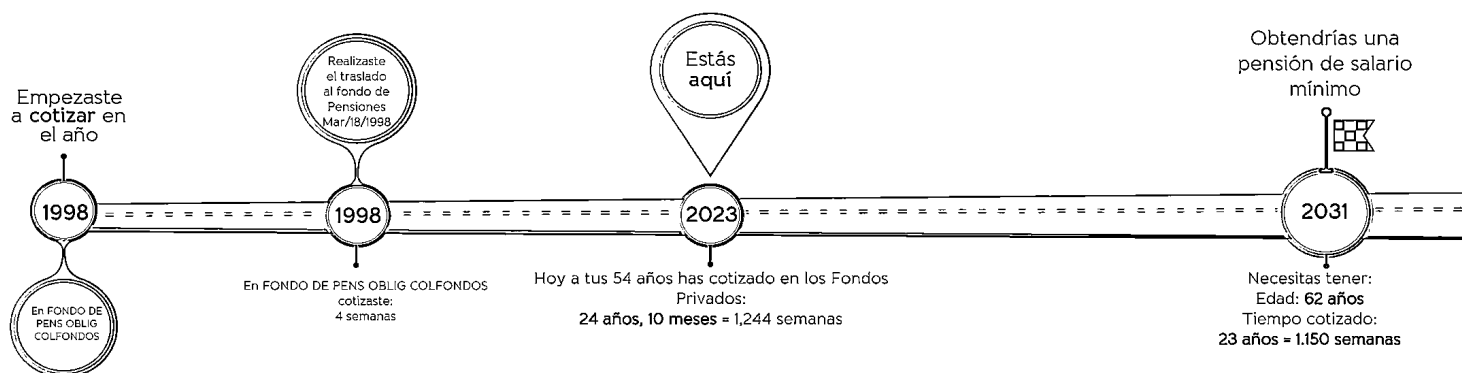 Empezaste
a cotizar en
el año
1998
En FONDO DE
PENS OBLIG
COLFONDOS
Realizaste
el traslado
al fondo de
Pensiones
Mar/18/1998
1998
En FONDO DE PENS OBLIG COLFONDOS
cotizaste:
4 semanas
Estás
aquí
2023
Hoy a tus 54 años has cotizado en los Fondos
Privados:
24 años, 10 meses = 1,244 semanas
Obtendrías una
pensión de salario
mínimo
2031
Necesitas tener:
Edad: 62 años
Tiempo cotizado:
23 años = 1.150 semanas